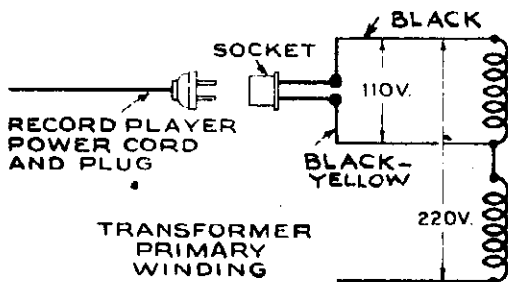 BLACK
SOCKET
110V.
RECORD PLAYER
POWER CORD
AND PLUG
BLACK-
YELLOW
220V.
TRANSFORMER
PRIMARY
WINDING